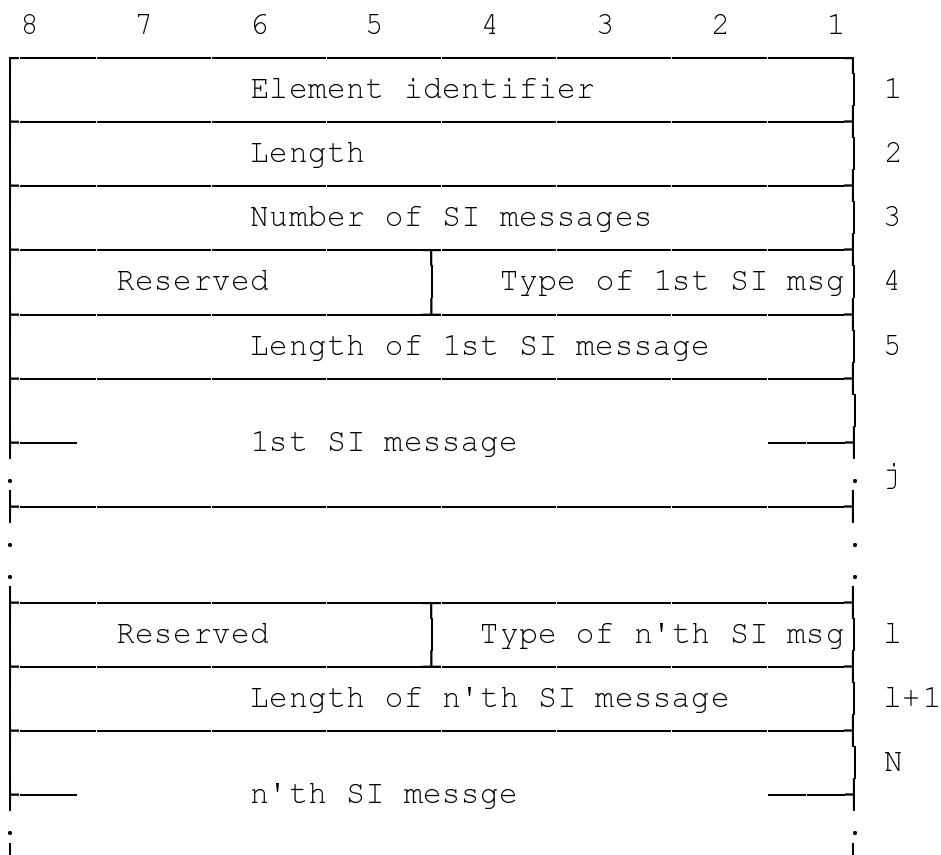 8 7 6 5 4 3 2 1
Element identifier 1
Length 2
Number of SI messages 3
Reserved Type of 1st SI msg 4
Length of 1st SI message 5
1st SI message
j
Reserved Type of n'th SI msg l
Length of n'th SI message l+1
N
n'th SI messge